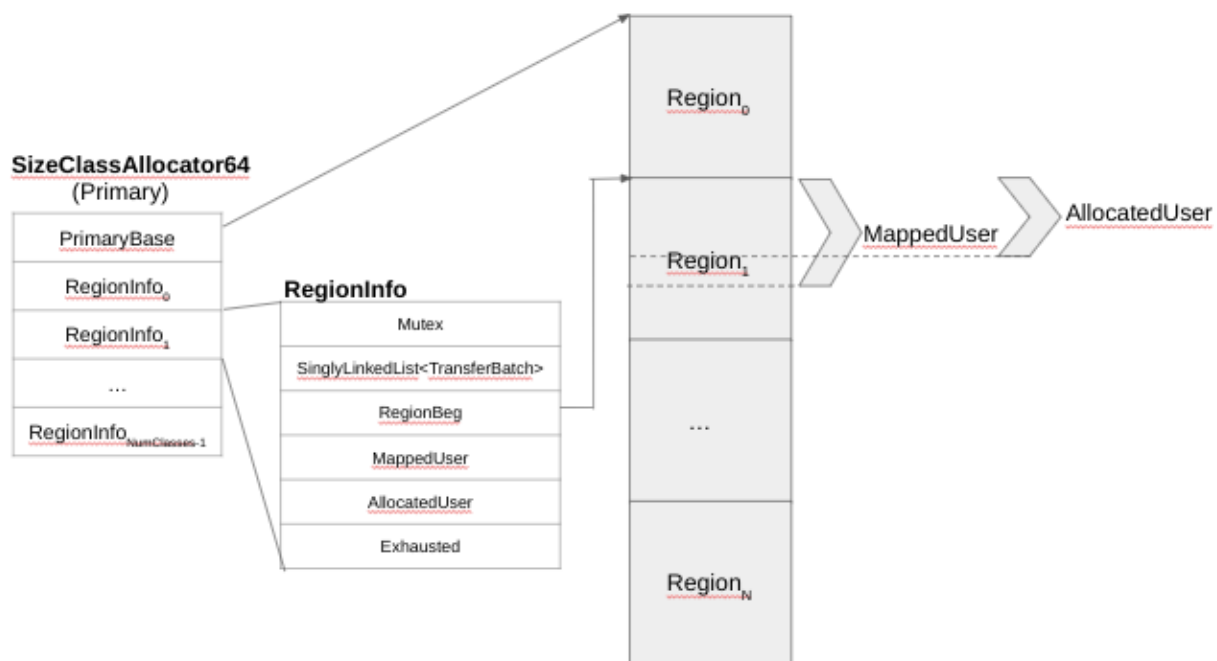 SizeClassAllocator64
(Primary)
PrimaryBase
RegionInfo0
RegionInfo1
...
RegionInfoNumClasses-1
RegionInfo
Mutex
SinglyLinkedList<TransferBatch>
RegionBeg
MappedUser
AllocatedUser
Exhausted
Region0
Region1
...
RegionN
MappedUser
AllocatedUser